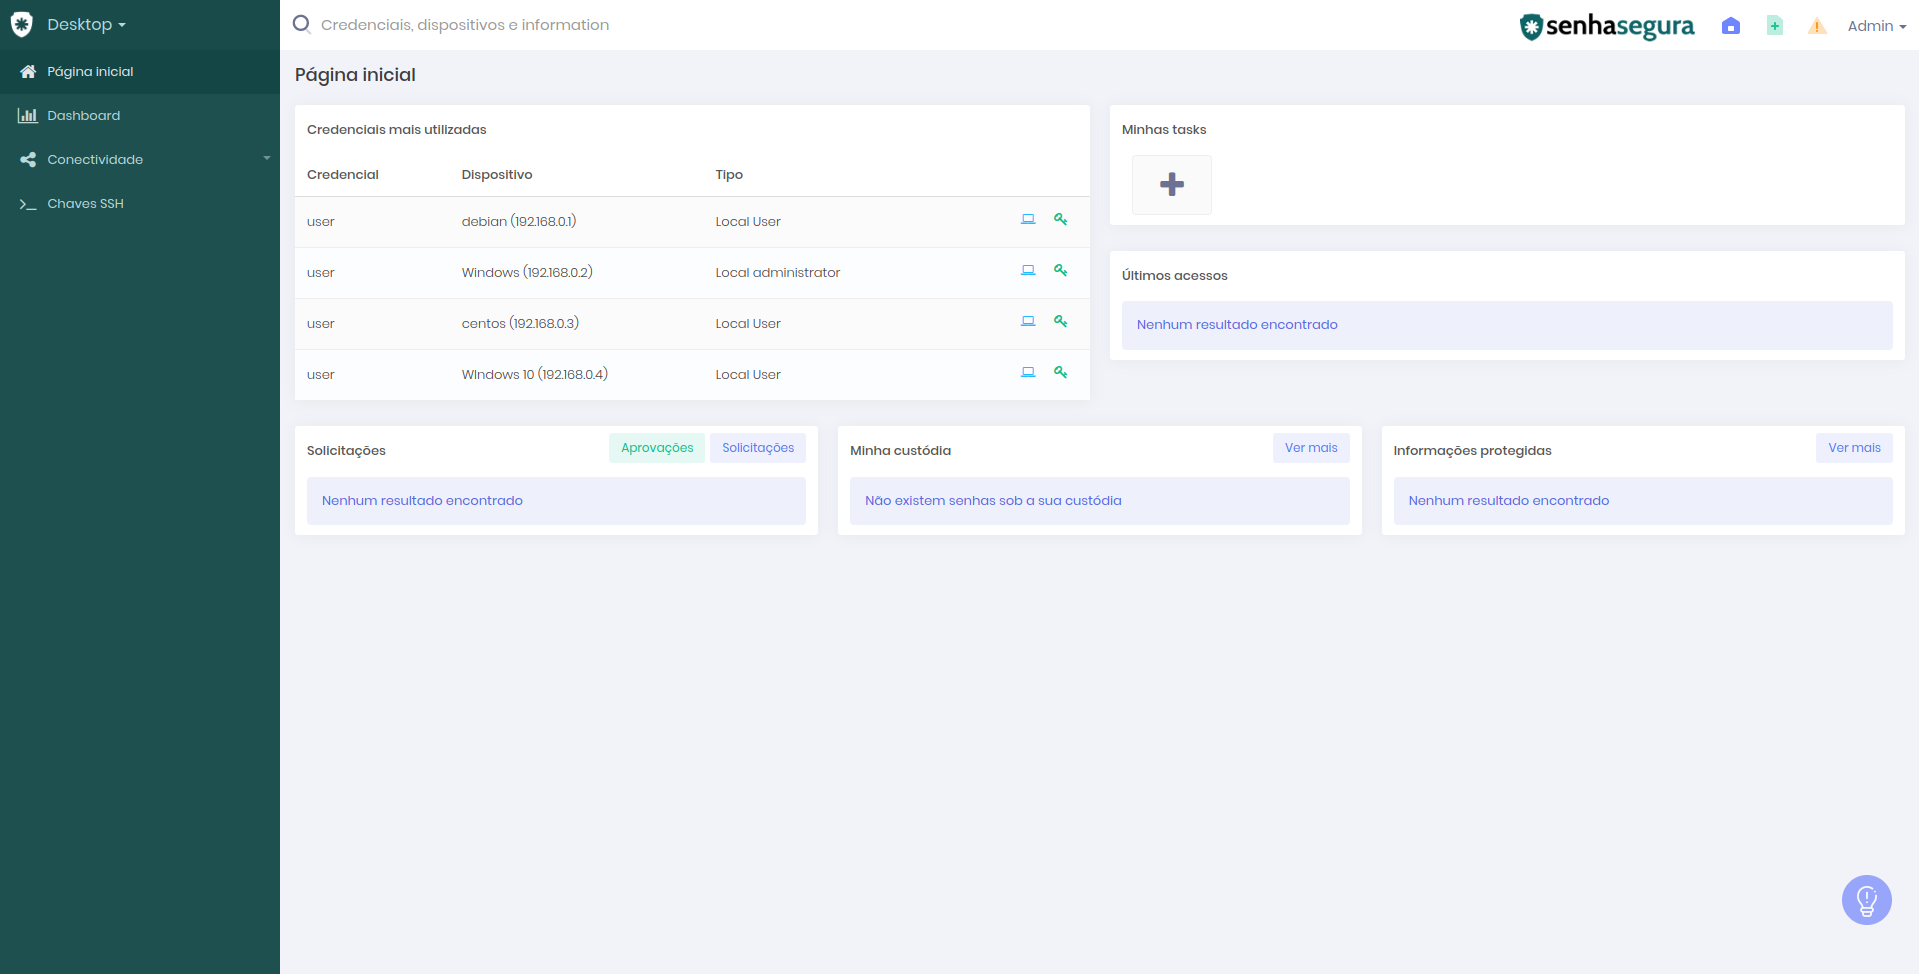 Desktop
Credenciais, dispositivos e information
senhasegura
Admin
Página inicial
Dashboard
Conectividade
Chaves SSH
Página inicial
Credenciais mais utilizadas
Credencial Dispositivo Tipo
user debian (192.168.0.1) Local User
user Windows (192.168.0.2) Local administrator
user centos (192.168.0.3) Local User
user WIndows 10 (192.168.0.4) Local User
Minhas tasks
Últimos acessos
Nenhum resultado encontrado
Solicitações Aprovações Solicitações
Nenhum resultado encontrado
Minha custódia Ver mais
Não existem senhas sob a sua custódia
Informações protegidas Ver mais
Nenhum resultado encontrado